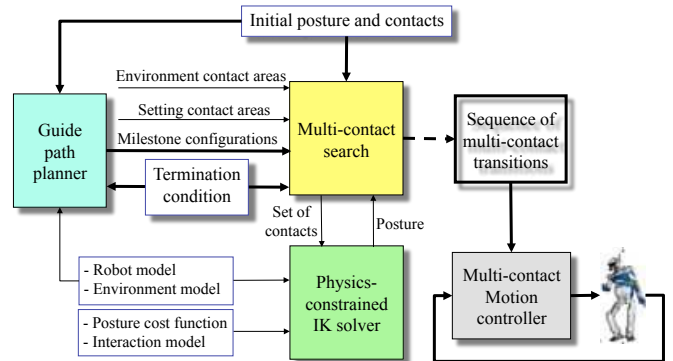 Initial posture and contacts
Environment contact areas
Setting contact areas
Milestone configurations
Guide
path
planner
Multi-contact
search
Sequence of
multi-contact
transitions
Termination
condition
Set of
contacts
Posture
- Robot model
- Environment model
- Posture cost function
- Interaction model
Physics-
constrained
IK solver
Multi-contact
Motion
controller